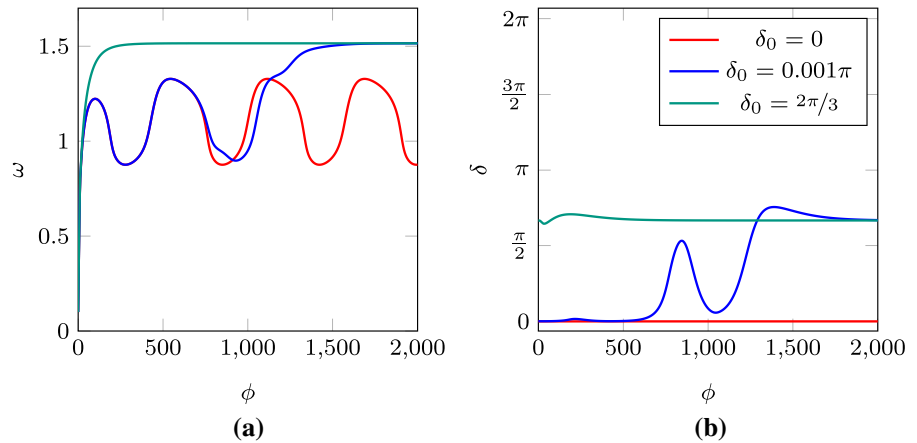 1.5
1
0.5
0
ω
0 500 1,000 1,500 2,000
ϕ
(a)
2π
3π/2
π
π/2
0
δ
0 500 1,000 1,500 2,000
ϕ
(b)
δ₀ = 0
δ₀ = 0.001π
δ₀ = 2π/3